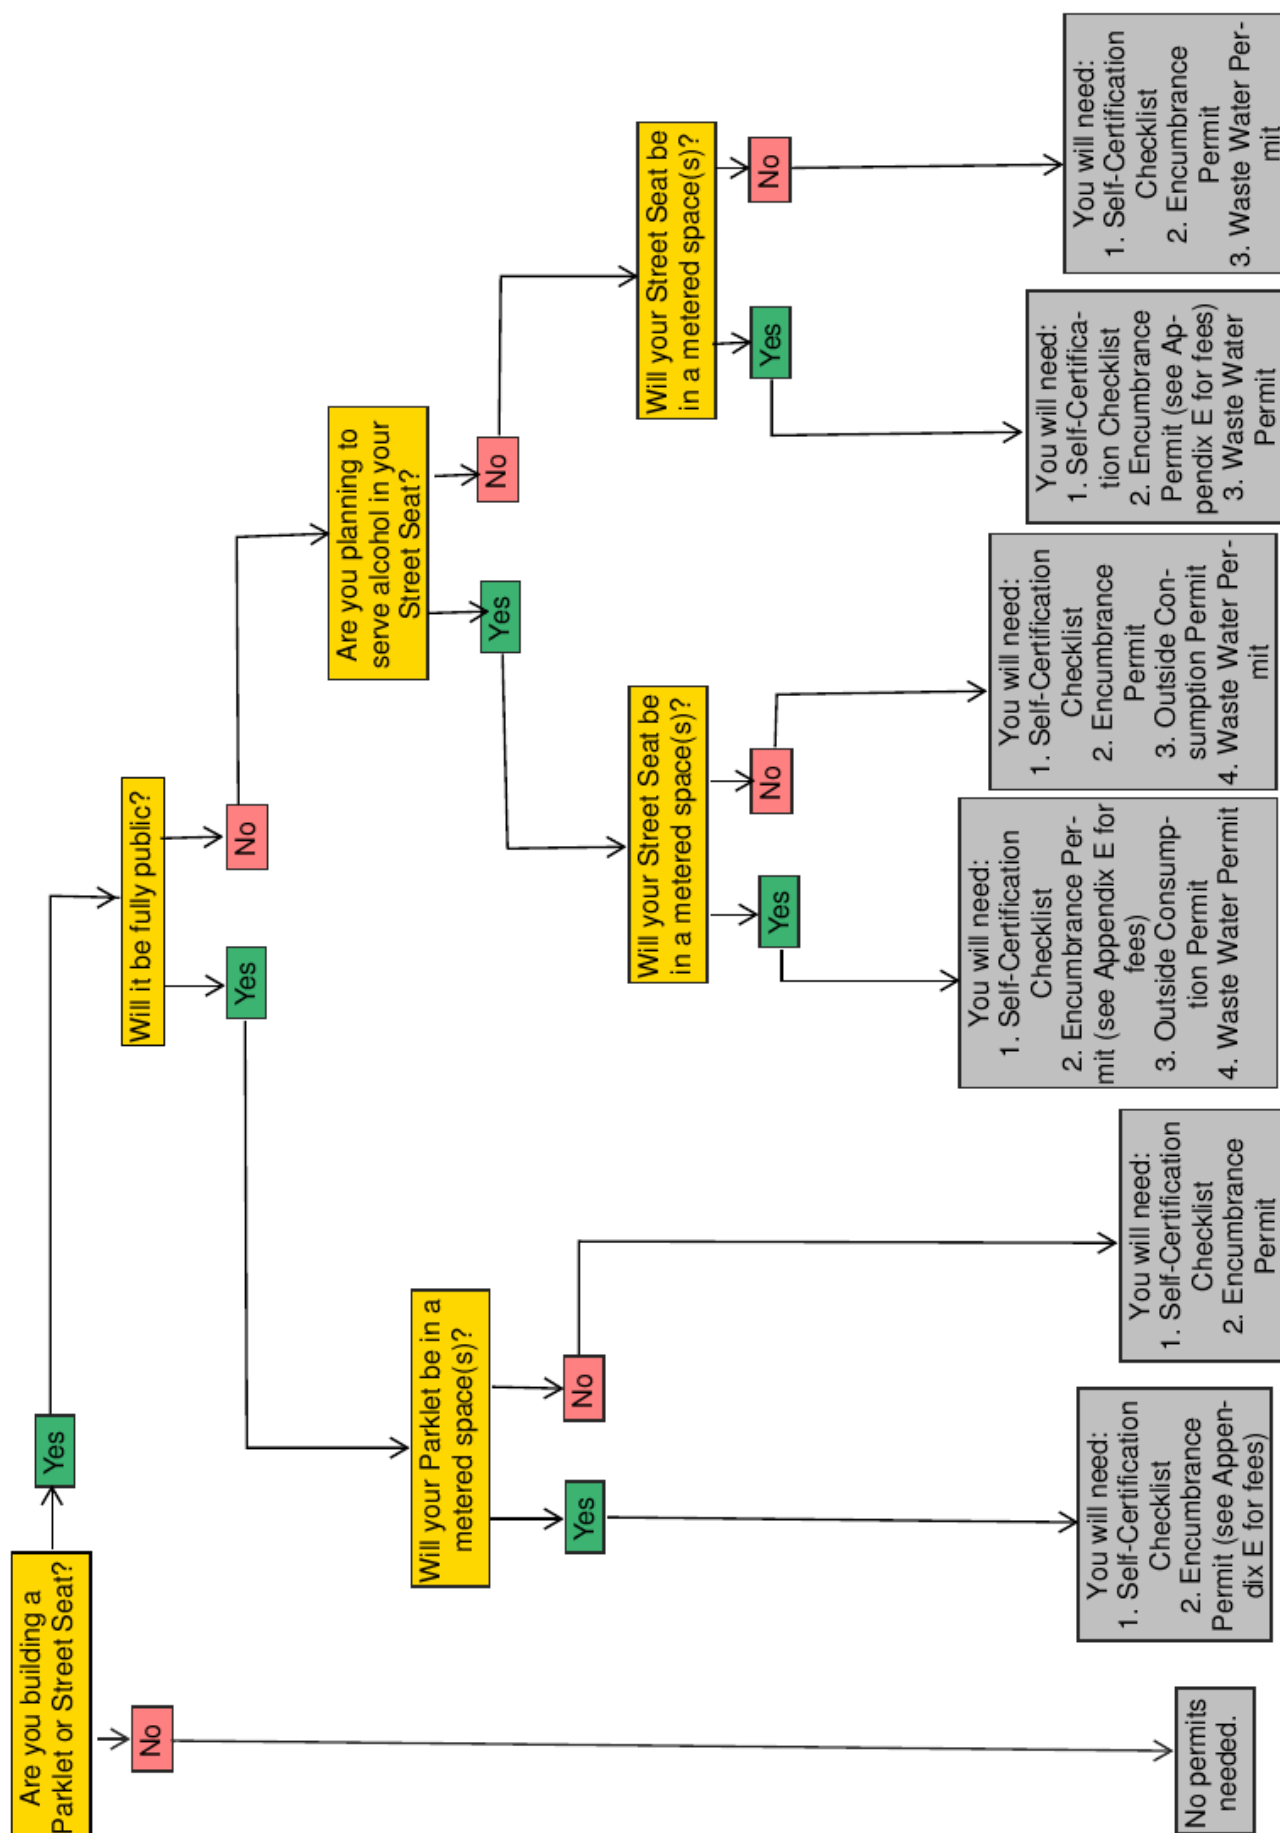 Are you building a
Parklet or Street Seat?
Yes
No
Will it be fully public?
Yes
No
Are you planning to
serve alcohol in your
Street Seat?
Yes
No
Will your Parklet be in a
metered space(s)?
Yes
No
Will your Street Seat be
in a metered space(s)?
Yes
No
Will your Street Seat be
in a metered space(s)?
Yes
No
No permits
needed.
You will need:
1. Self-Certification
Checklist
2. Encumbrance
Permit (see Appen-
dix E for fees)
You will need:
1. Self-Certification
Checklist
2. Encumbrance
Permit
You will need:
1. Self-Certification
Checklist
2. Encumbrance Per-
mit (see Appendix E for
fees)
3. Outside Consump-
tion Permit
4. Waste Water Permit
You will need:
1. Self-Certification
Checklist
2. Encumbrance
Permit
3. Outside Con-
sumption Permit
4. Waste Water Per-
mit
You will need:
1. Self-Certifica-
tion Checklist
2. Encumbrance
Permit (see Ap-
pendix E for fees)
3. Waste Water
Permit
You will need:
1. Self-Certification
Checklist
2. Encumbrance
Permit
3. Waste Water Per-
mit